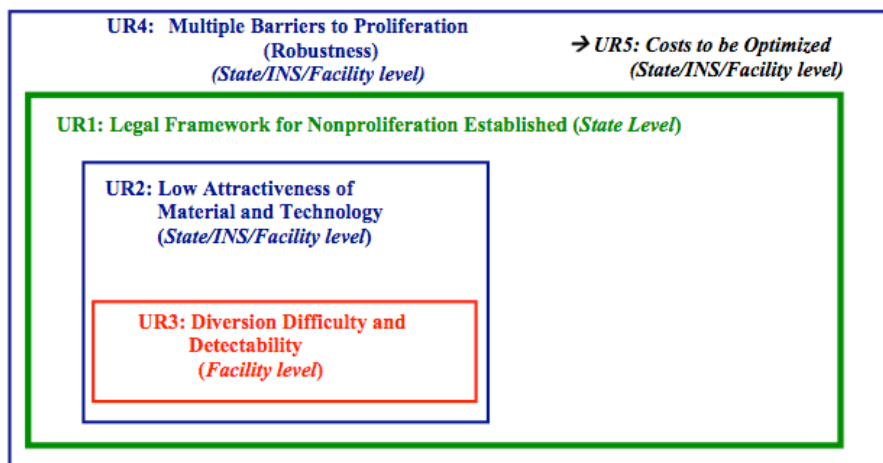 UR4: Multiple Barriers to Proliferation
(Robustness)
(State/INS/Facility level)
→ UR5: Costs to be Optimized
(State/INS/Facility level)
UR1: Legal Framework for Nonproliferation Established (State Level)
UR2: Low Attractiveness of
Material and Technology
(State/INS/Facility level)
UR3: Diversion Difficulty and
Detectability
(Facility level)